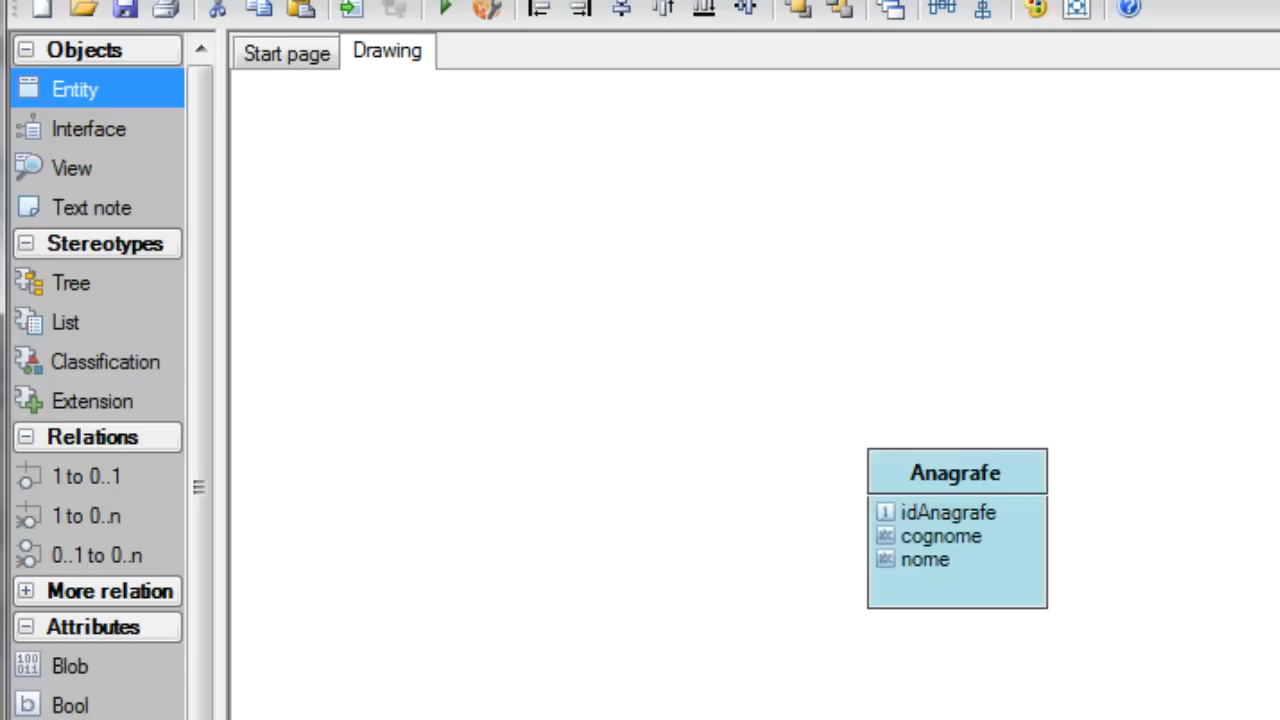 Objects
Start page
Drawing
Entity
Interface
View
Text note
Stereotypes
Tree
List
Classification
Extension
Relations
1 to 0..1
1 to 0..n
0..1 to 0..n
More relation
Attributes
Blob
Bool
Anagrafe
idAnagrafe
cognome
nome